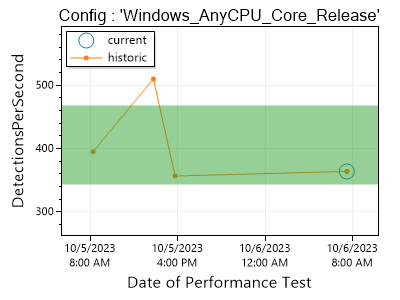 Config : 'Windows_AnyCPU_Core_Release'
current
historic
DetectionsPerSecond
500
400
300
10/5/2023 10/5/2023 10/6/2023 10/6/2023
8:00 AM 4:00 PM 12:00 AM 8:00 AM
Date of Performance Test